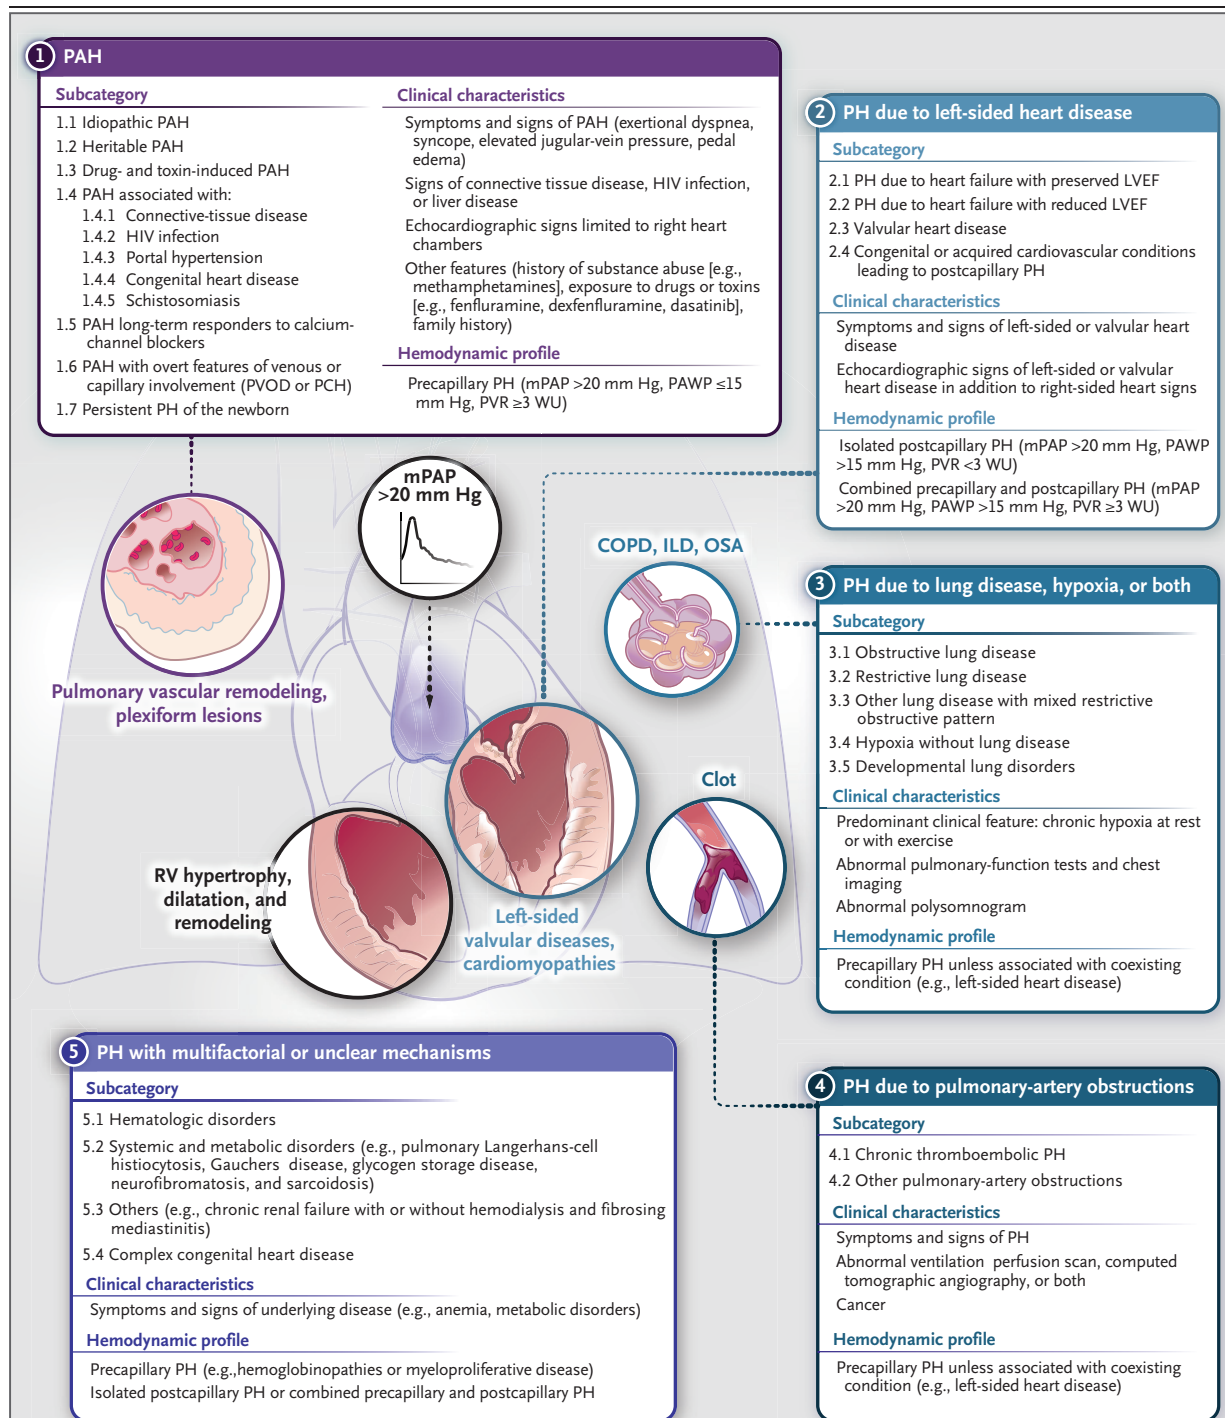 1 PAH
Subcategory
1.1 Idiopathic PAH
1.2 Heritable PAH
1.3 Drug- and toxin-induced PAH
1.4 PAH associated with:
1.4.1 Connective-tissue disease
1.4.2 HIV infection
1.4.3 Portal hypertension
1.4.4 Congenital heart disease
1.4.5 Schistosomiasis
1.5 PAH long-term responders to calcium-
channel blockers
1.6 PAH with overt features of venous or
capillary involvement (PVOD or PCH)
1.7 Persistent PH of the newborn
Clinical characteristics
Symptoms and signs of PAH (exertional dyspnea,
syncope, elevated jugular-vein pressure, pedal
edema)
Signs of connective tissue disease, HIV infection,
or liver disease
Echocardiographic signs limited to right heart
chambers
Other features (history of substance abuse [e.g.,
methamphetamines], exposure to drugs or toxins
[e.g., fenfluramine, dexfenfluramine, dasatinib],
family history)
Hemodynamic profile
Precapillary PH (mPAP >20 mm Hg, PAWP ≤15
mm Hg, PVR ≥3 WU)
2 PH due to left-sided heart disease
Subcategory
2.1 PH due to heart failure with preserved LVEF
2.2 PH due to heart failure with reduced LVEF
2.3 Valvular heart disease
2.4 Congenital or acquired cardiovascular conditions
leading to postcapillary PH
Clinical characteristics
Symptoms and signs of left-sided or valvular heart
disease
Echocardiographic signs of left-sided or valvular
heart disease in addition to right-sided heart signs
Hemodynamic profile
Isolated postcapillary PH (mPAP >20 mm Hg, PAWP
>15 mm Hg, PVR <3 WU)
Combined precapillary and postcapillary PH (mPAP
>20 mm Hg, PAWP >15 mm Hg, PVR ≥3 WU)
mPAP
>20 mm Hg
COPD, ILD, OSA
Pulmonary vascular remodeling,
plexiform lesions
Clot
RV hypertrophy,
dilatation, and
remodeling
Left-sided
valvular diseases,
cardiomyopathies
3 PH due to lung disease, hypoxia, or both
Subcategory
3.1 Obstructive lung disease
3.2 Restrictive lung disease
3.3 Other lung disease with mixed restrictive
obstructive pattern
3.4 Hypoxia without lung disease
3.5 Developmental lung disorders
Clinical characteristics
Predominant clinical feature: chronic hypoxia at rest
or with exercise
Abnormal pulmonary-function tests and chest
imaging
Abnormal polysomnogram
Hemodynamic profile
Precapillary PH unless associated with coexisting
condition (e.g., left-sided heart disease)
5 PH with multifactorial or unclear mechanisms
Subcategory
5.1 Hematologic disorders
5.2 Systemic and metabolic disorders (e.g., pulmonary Langerhans-cell
histiocytosis, Gauchers disease, glycogen storage disease,
neurofibromatosis, and sarcoidosis)
5.3 Others (e.g., chronic renal failure with or without hemodialysis and fibrosing
mediastinitis)
5.4 Complex congenital heart disease
Clinical characteristics
Symptoms and signs of underlying disease (e.g., anemia, metabolic disorders)
Hemodynamic profile
Precapillary PH (e.g.,hemoglobinopathies or myeloproliferative disease)
Isolated postcapillary PH or combined precapillary and postcapillary PH
4 PH due to pulmonary-artery obstructions
Subcategory
4.1 Chronic thromboembolic PH
4.2 Other pulmonary-artery obstructions
Clinical characteristics
Symptoms and signs of PH
Abnormal ventilation perfusion scan, computed
tomographic angiography, or both
Cancer
Hemodynamic profile
Precapillary PH unless associated with coexisting
condition (e.g., left-sided heart disease)